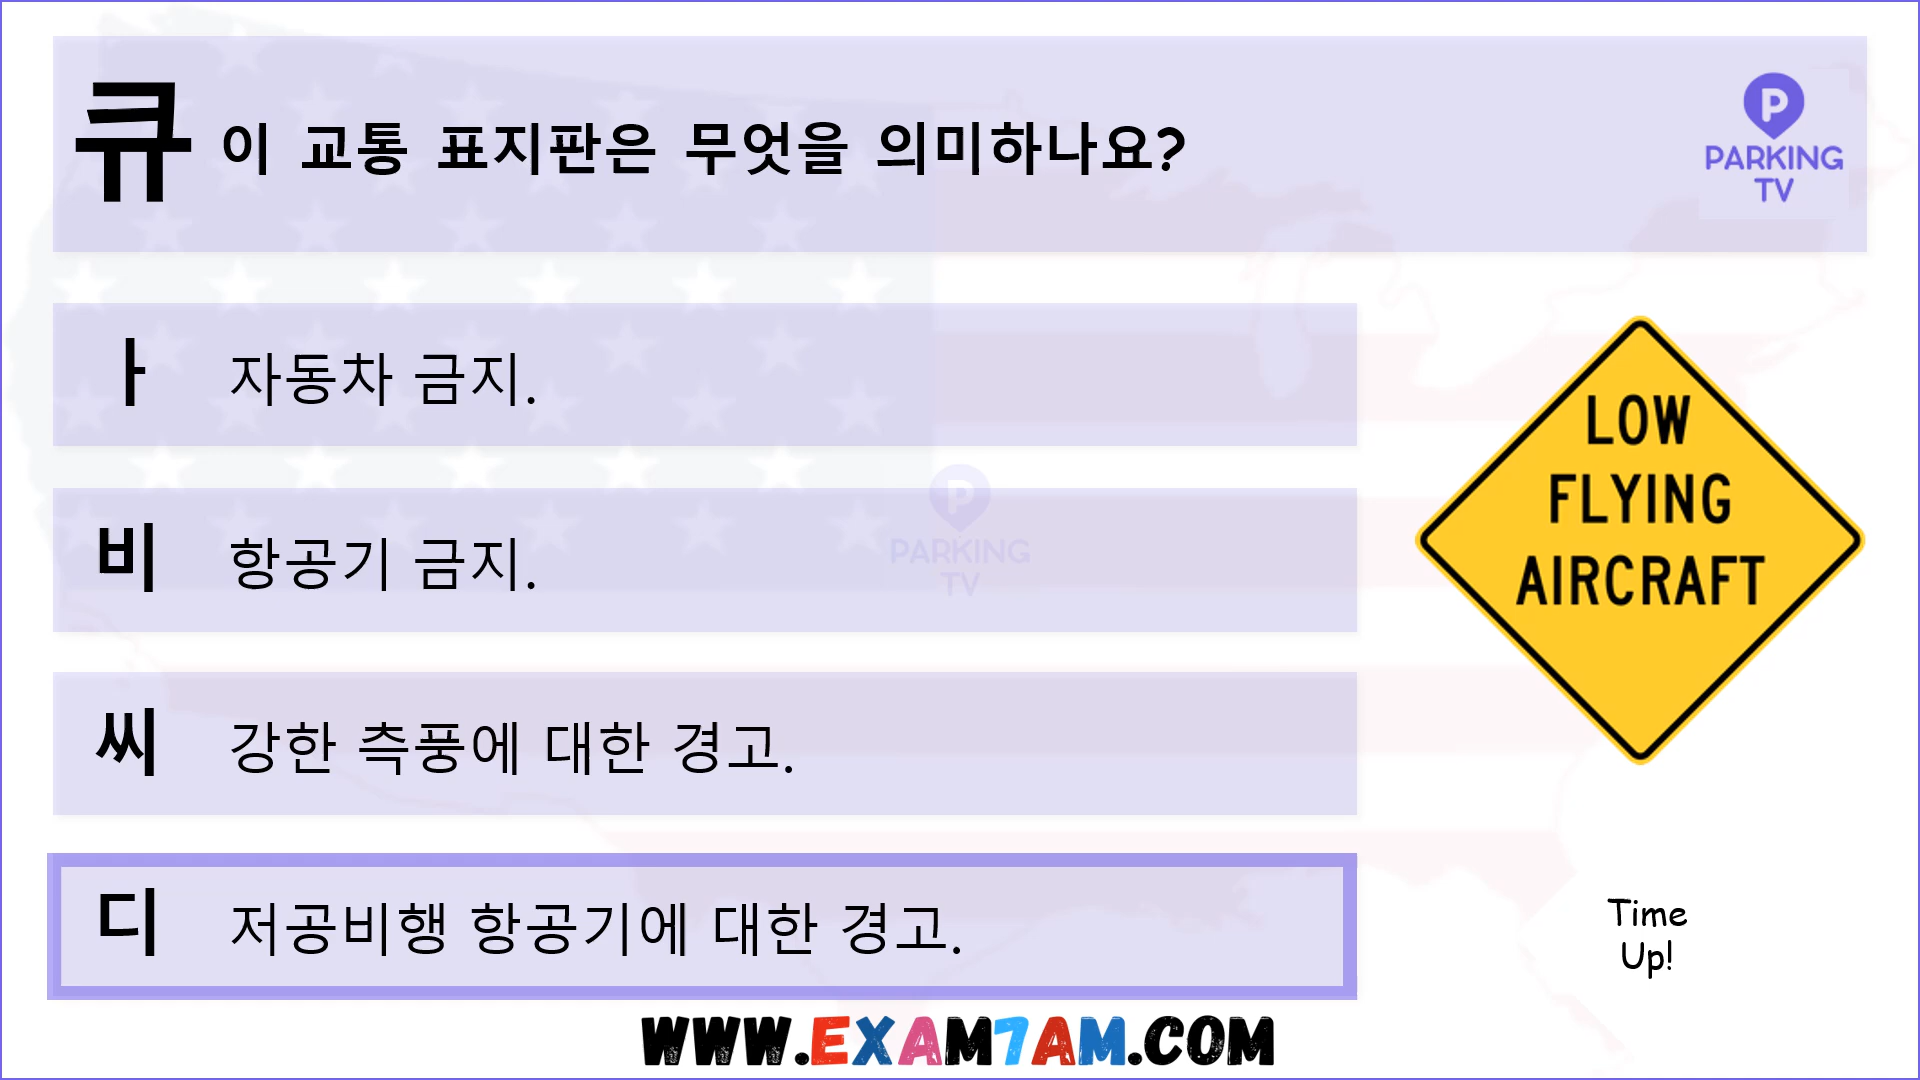 큐 이 교통 표지판은 무엇을 의미하나요?
PARKING
TV
ㅏ 자동차 금지.
비 항공기 금지.
씨 강한 측풍에 대한 경고.
디 저공비행 항공기에 대한 경고.
LOW
FLYING
AIRCRAFT
PARKING
TV
Time
Up!
WWW.EXAM7AM.COM